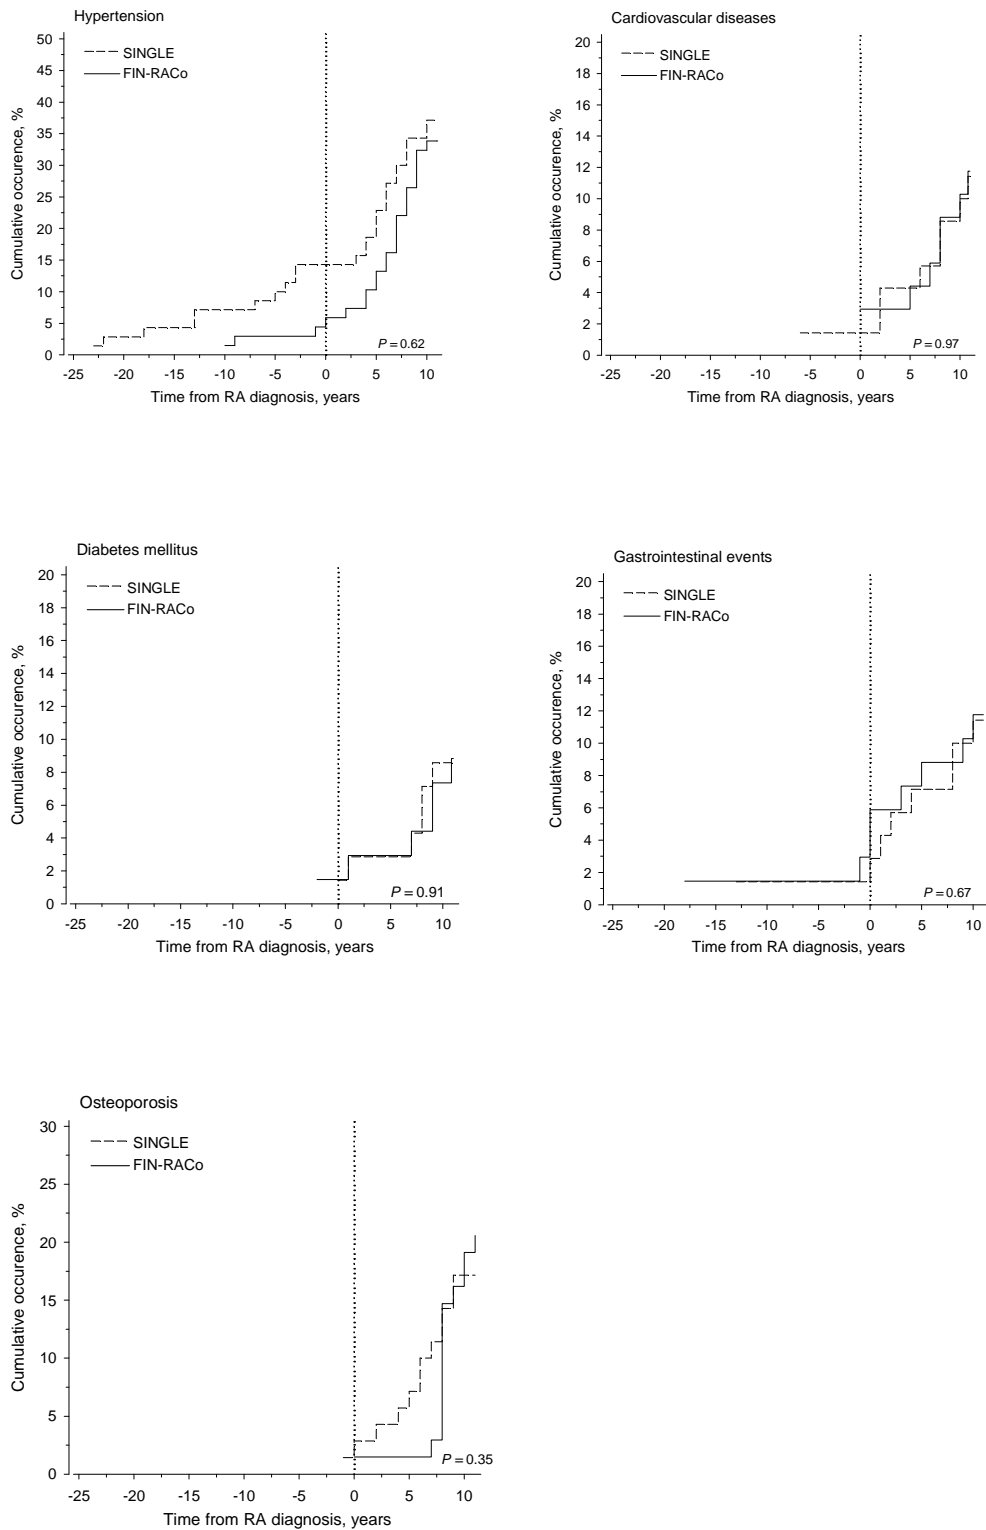 Hypertension
50
45
40
35
30
25
20
15
10
5
0
Cumulative occurence, %
SINGLE
FIN-RACo
P = 0.62
-25 -20 -15 -10 -5 0 5 10
Time from RA diagnosis, years
Cardiovascular diseases
20
18
16
14
12
10
8
6
4
2
0
Cumulative occurence, %
SINGLE
FIN-RACo
P = 0.97
-25 -20 -15 -10 -5 0 5 10
Time from RA diagnosis, years
Diabetes mellitus
20
18
16
14
12
10
8
6
4
2
0
Cumulative occurence, %
SINGLE
FIN-RACo
P = 0.91
-25 -20 -15 -10 -5 0 5 10
Time from RA diagnosis, years
Gastrointestinal events
20
18
16
14
12
10
8
6
4
2
0
Cumulative occurence, %
SINGLE
FIN-RACo
P = 0.67
-25 -20 -15 -10 -5 0 5 10
Time from RA diagnosis, years
Osteoporosis
30
25
20
15
10
5
0
Cumulative occurence, %
SINGLE
FIN-RACo
P = 0.35
-25 -20 -15 -10 -5 0 5 10
Time from RA diagnosis, years